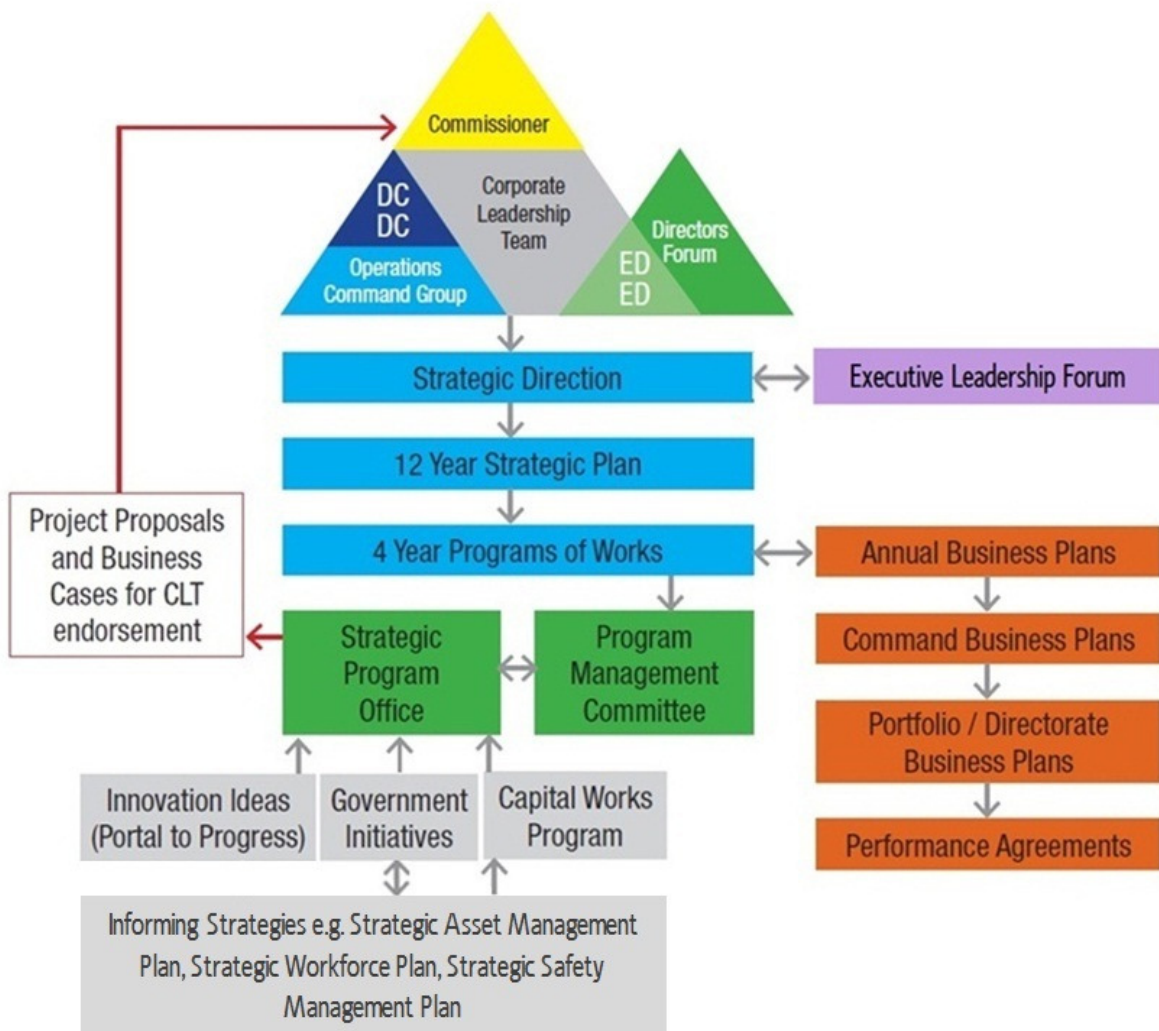 Commissioner
DC
DC
Corporate
Leadership
Team
Operations
Command Group
ED
ED
Directors
Forum
Strategic Direction
Executive Leadership Forum
12 Year Strategic Plan
4 Year Programs of Works
Annual Business Plans
Project Proposals
and Business
Cases for CLT
endorsement
Strategic
Program
Office
Program
Management
Committee
Command Business Plans
Portfolio / Directorate
Business Plans
Performance Agreements
Innovation Ideas
(Portal to Progress)
Government
Initiatives
Capital Works
Program
Informing Strategies e.g. Strategic Asset Management
Plan, Strategic Workforce Plan, Strategic Safety
Management Plan